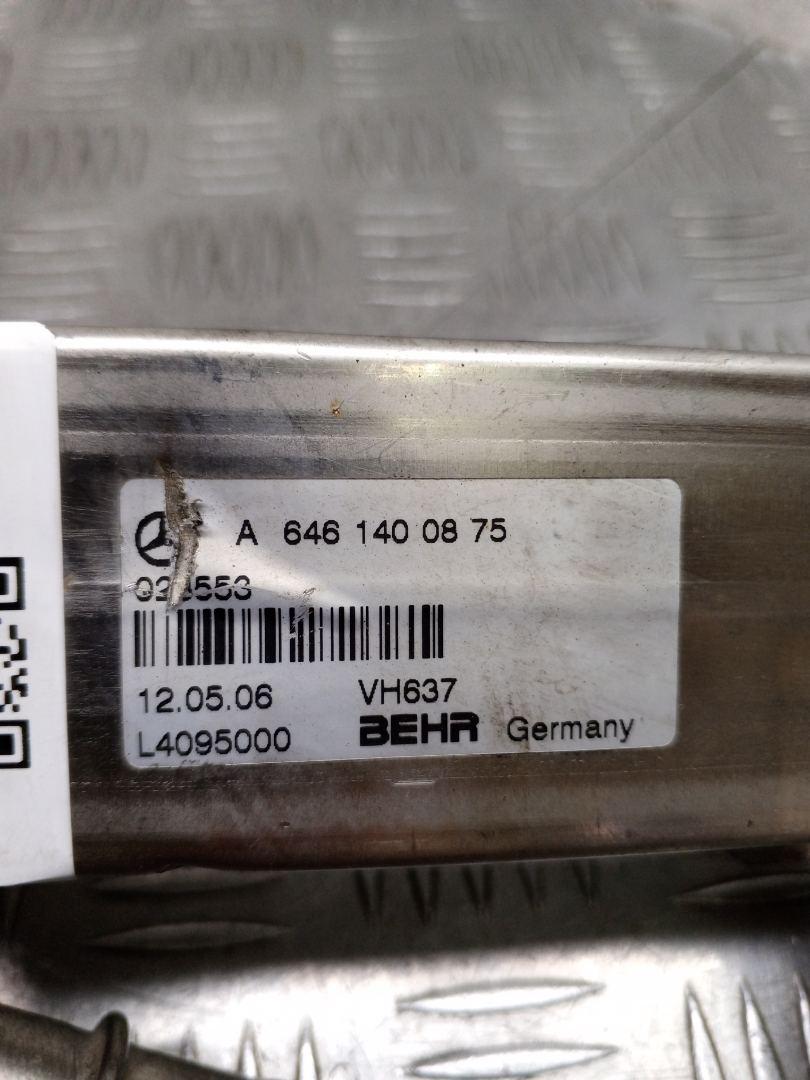 A 646 140 08 75
12.05.06 VH637
L4095000 BEHR Germany